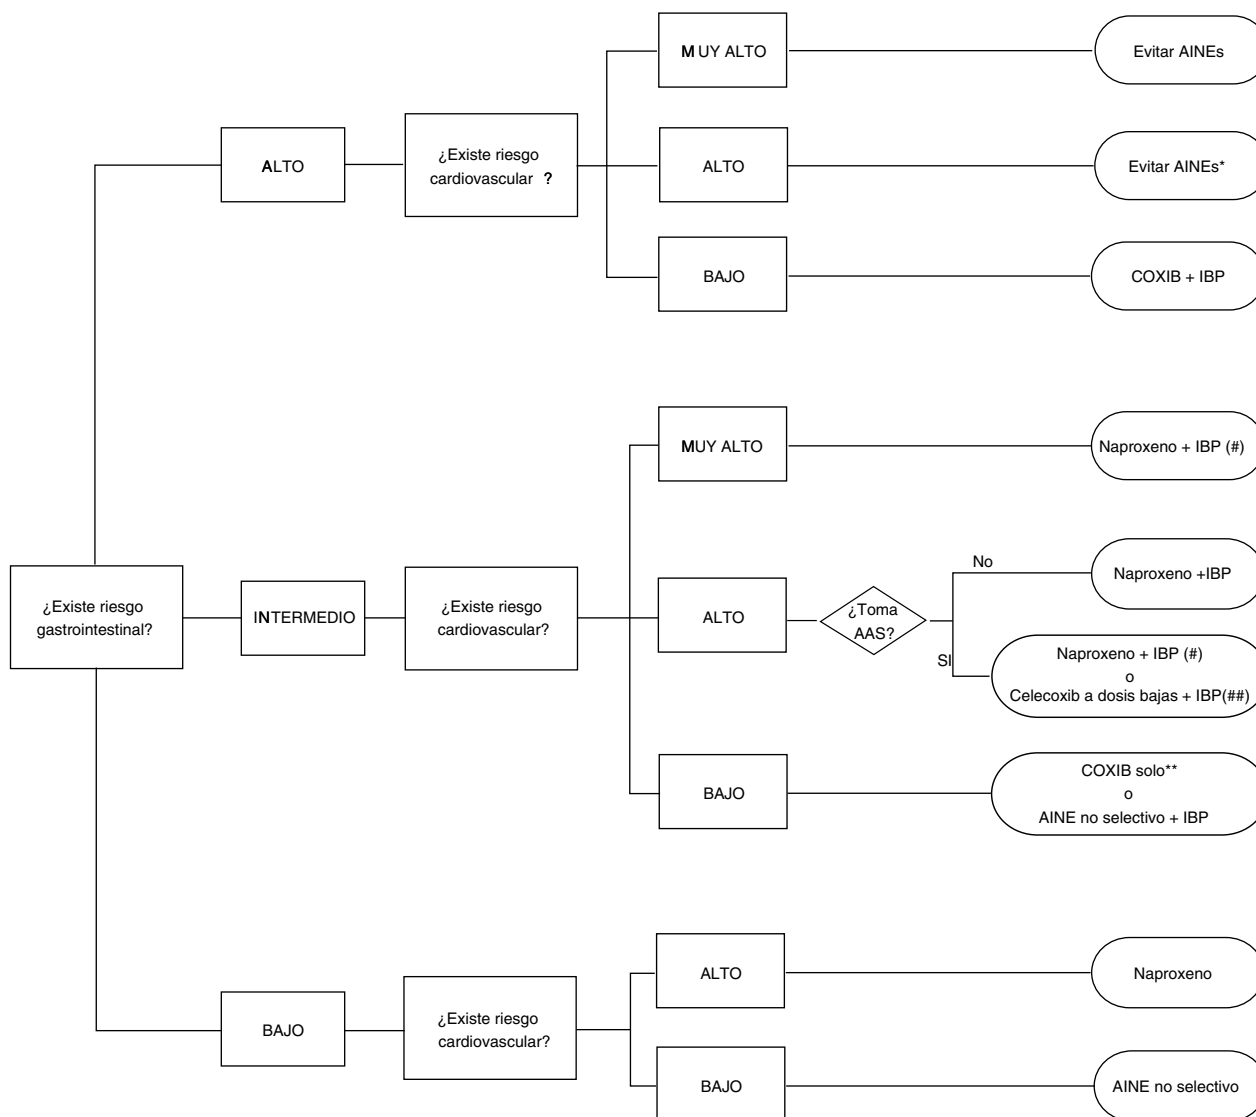 MUY ALTO
Evitar AINEs
ALTO
¿Existe riesgo
cardiovascular ?
ALTO
Evitar AINEs*
BAJO
COXIB + IBP
MUY ALTO
Naproxeno + IBP (#)
¿Existe riesgo
gastrointestinal?
INTERMEDIO
¿Existe riesgo
cardiovascular?
ALTO
¿Toma
AAS?
No
Naproxeno +IBP
SI
Naproxeno + IBP (#)
o
Celecoxib a dosis bajas + IBP(##)
BAJO
COXIB solo**
o
AINE no selectivo + IBP
ALTO
Naproxeno
BAJO
¿Existe riesgo
cardiovascular?
BAJO
AINE no selectivo